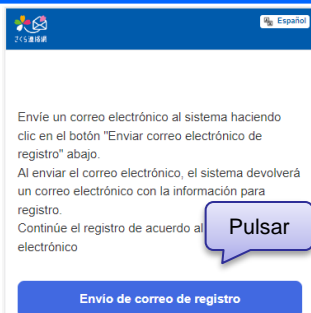 さくら連絡網
Español
Envíe un correo electrónico al sistema haciendo
clic en el botón "Enviar correo electrónico de
registro" abajo.
Al enviar el correo electrónico, el sistema devolverá
un correo electrónico con la información para
registro.
Continúe el registro de acuerdo al
electrónico
Pulsar
Envío de correo de registro